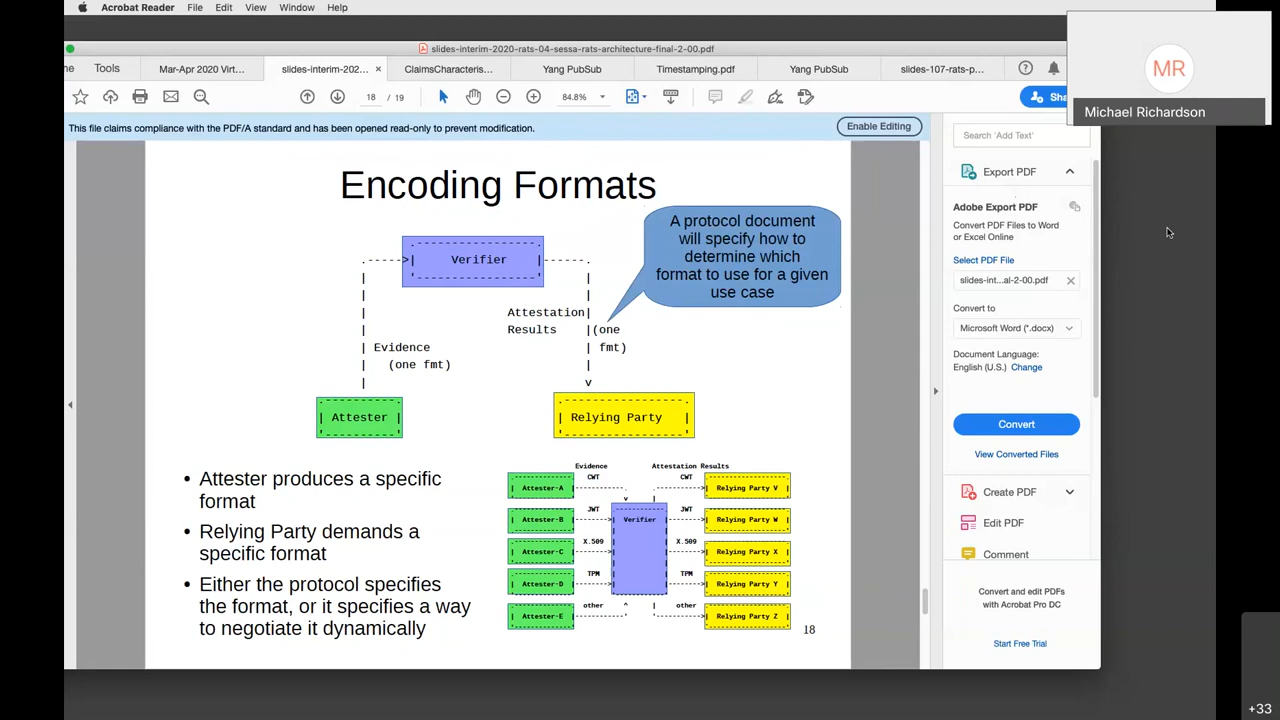 Acrobat Reader File Edit View Window Help
slides-interim-2020-rats-04-sessa-rats-architecture-final-2-00.pdf
me Tools Mar-Apr 2020 Virt... slides-interim-202... × ClaimsCharacteris... Yang PubSub Timestamping.pdf Yang PubSub slides-107-rats-p...
18 / 19 84.8% Sha
MR
Michael Richardson
This file claims compliance with the PDF/A standard and has been opened read-only to prevent modification. Enable Editing
Encoding Formats
A protocol document
will specify how to
determine which
format to use for a given
use case
Verifier
Attestation
Results
(one
fmt)
Evidence
(one fmt)
v
Attester
Relying Party
• Attester produces a specific
format
• Relying Party demands a
specific format
• Either the protocol specifies
the format, or it specifies a way
to negotiate it dynamically
Evidence Attestation Results
CWT CWT
Attester-A Relying Party V
v
JWT JWT
Attester-B Verifier Relying Party W
X.509 X.509
Attester-C Relying Party X
TPM TPM
Attester-D Relying Party Y
other ^ other
Attester-E Relying Party Z
18
Search 'Add Text'
Export PDF
Adobe Export PDF
Convert PDF Files to Word
or Excel Online
Select PDF File
slides-int...al-2-00.pdf ×
Convert to
Microsoft Word (*.docx)
Document Language:
English (U.S.) Change
Convert
View Converted Files
Create PDF
Edit PDF
Comment
Convert and edit PDFs
with Acrobat Pro DC
Start Free Trial
+33